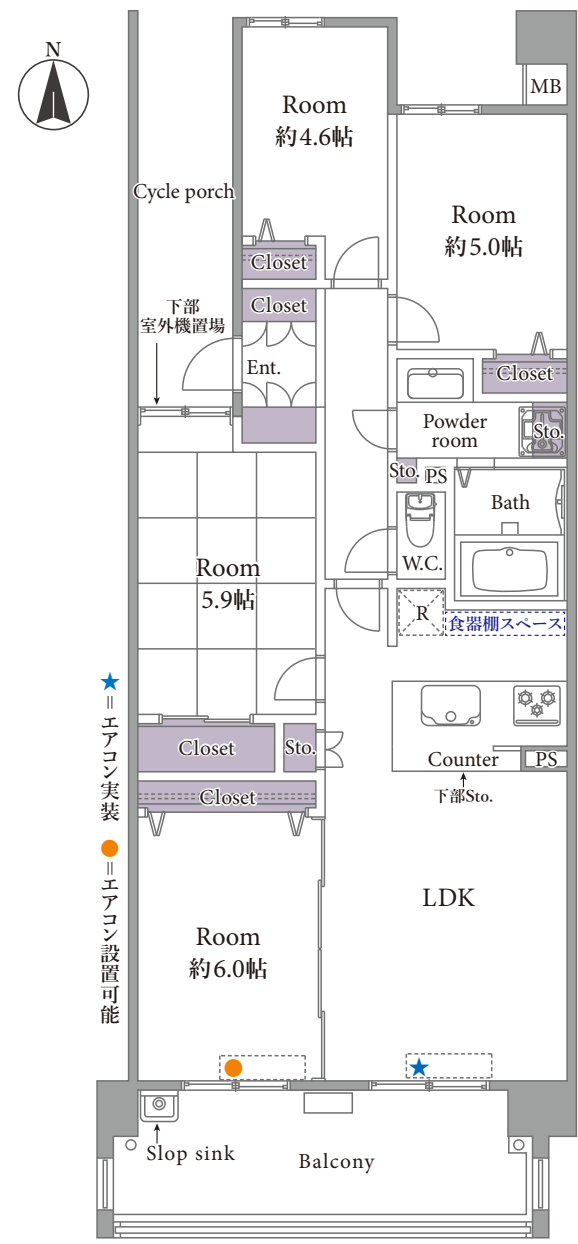 N
MB
Room
約4.6帖
Cycle porch
Room
約5.0帖
Closet
下部
室外機置場
Closet
Ent.
Closet
Powder
room
Sto.
Sto.
PS
Bath
W.C.
Room
5.9帖
R
食器棚スペース
★=エアコン実装
Closet
Sto.
Counter
PS
下部Sto.
Closet
●=エアコン設置可能
LDK
Room
約6.0帖
Slop sink
Balcony